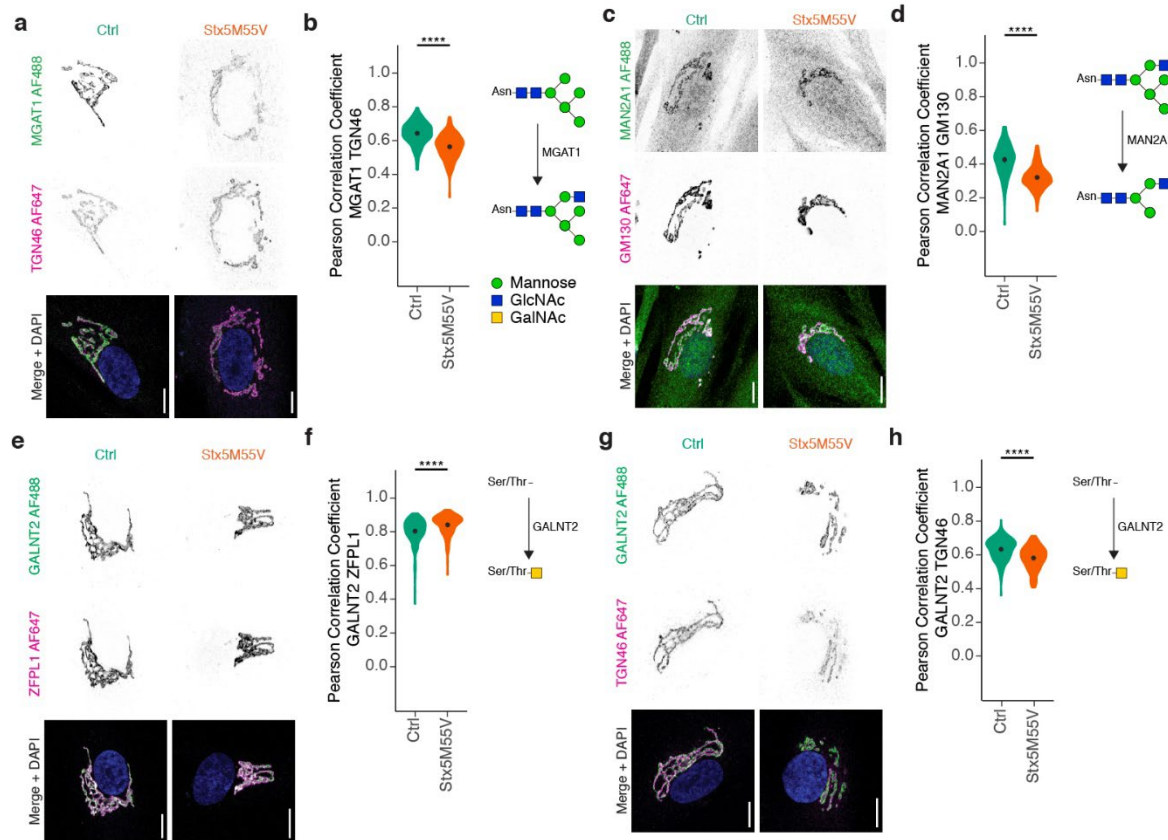 a
Ctrl
Stx5M55V
MGAT1 AF488
TGN46 AF647
Merge + DAPI
b
****
Pearson Correlation Coefficient
MGAT1 TGN46
1.0
0.8
0.6
0.4
0.2
0.0
Ctrl
Stx5M55V
Asn
MGAT1
Asn
Mannose
GlcNAc
GalNAc
c
Ctrl
Stx5M55V
MAN2A1 AF488
GM130 AF647
Merge + DAPI
d
****
Pearson Correlation Coefficient
MAN2A1 GM130
1.0
0.8
0.6
0.4
0.2
0.0
Ctrl
Stx5M55V
Asn
MAN2A
Asn
e
Ctrl
Stx5M55V
GALNT2 AF488
ZFPL1 AF647
Merge + DAPI
f
****
Pearson Correlation Coefficient
GALNT2 ZFPL1
1.0
0.8
0.6
0.4
0.2
0.0
Ctrl
Stx5M55V
Ser/Thr-
GALNT2
Ser/Thr-
g
Ctrl
Stx5M55V
GALNT2 AF488
TGN46 AF647
Merge + DAPI
h
****
Pearson Correlation Coefficient
GALNT2 TGN46
1.0
0.8
0.6
0.4
0.2
0.0
Ctrl
Stx5M55V
Ser/Thr-
GALNT2
Ser/Thr-